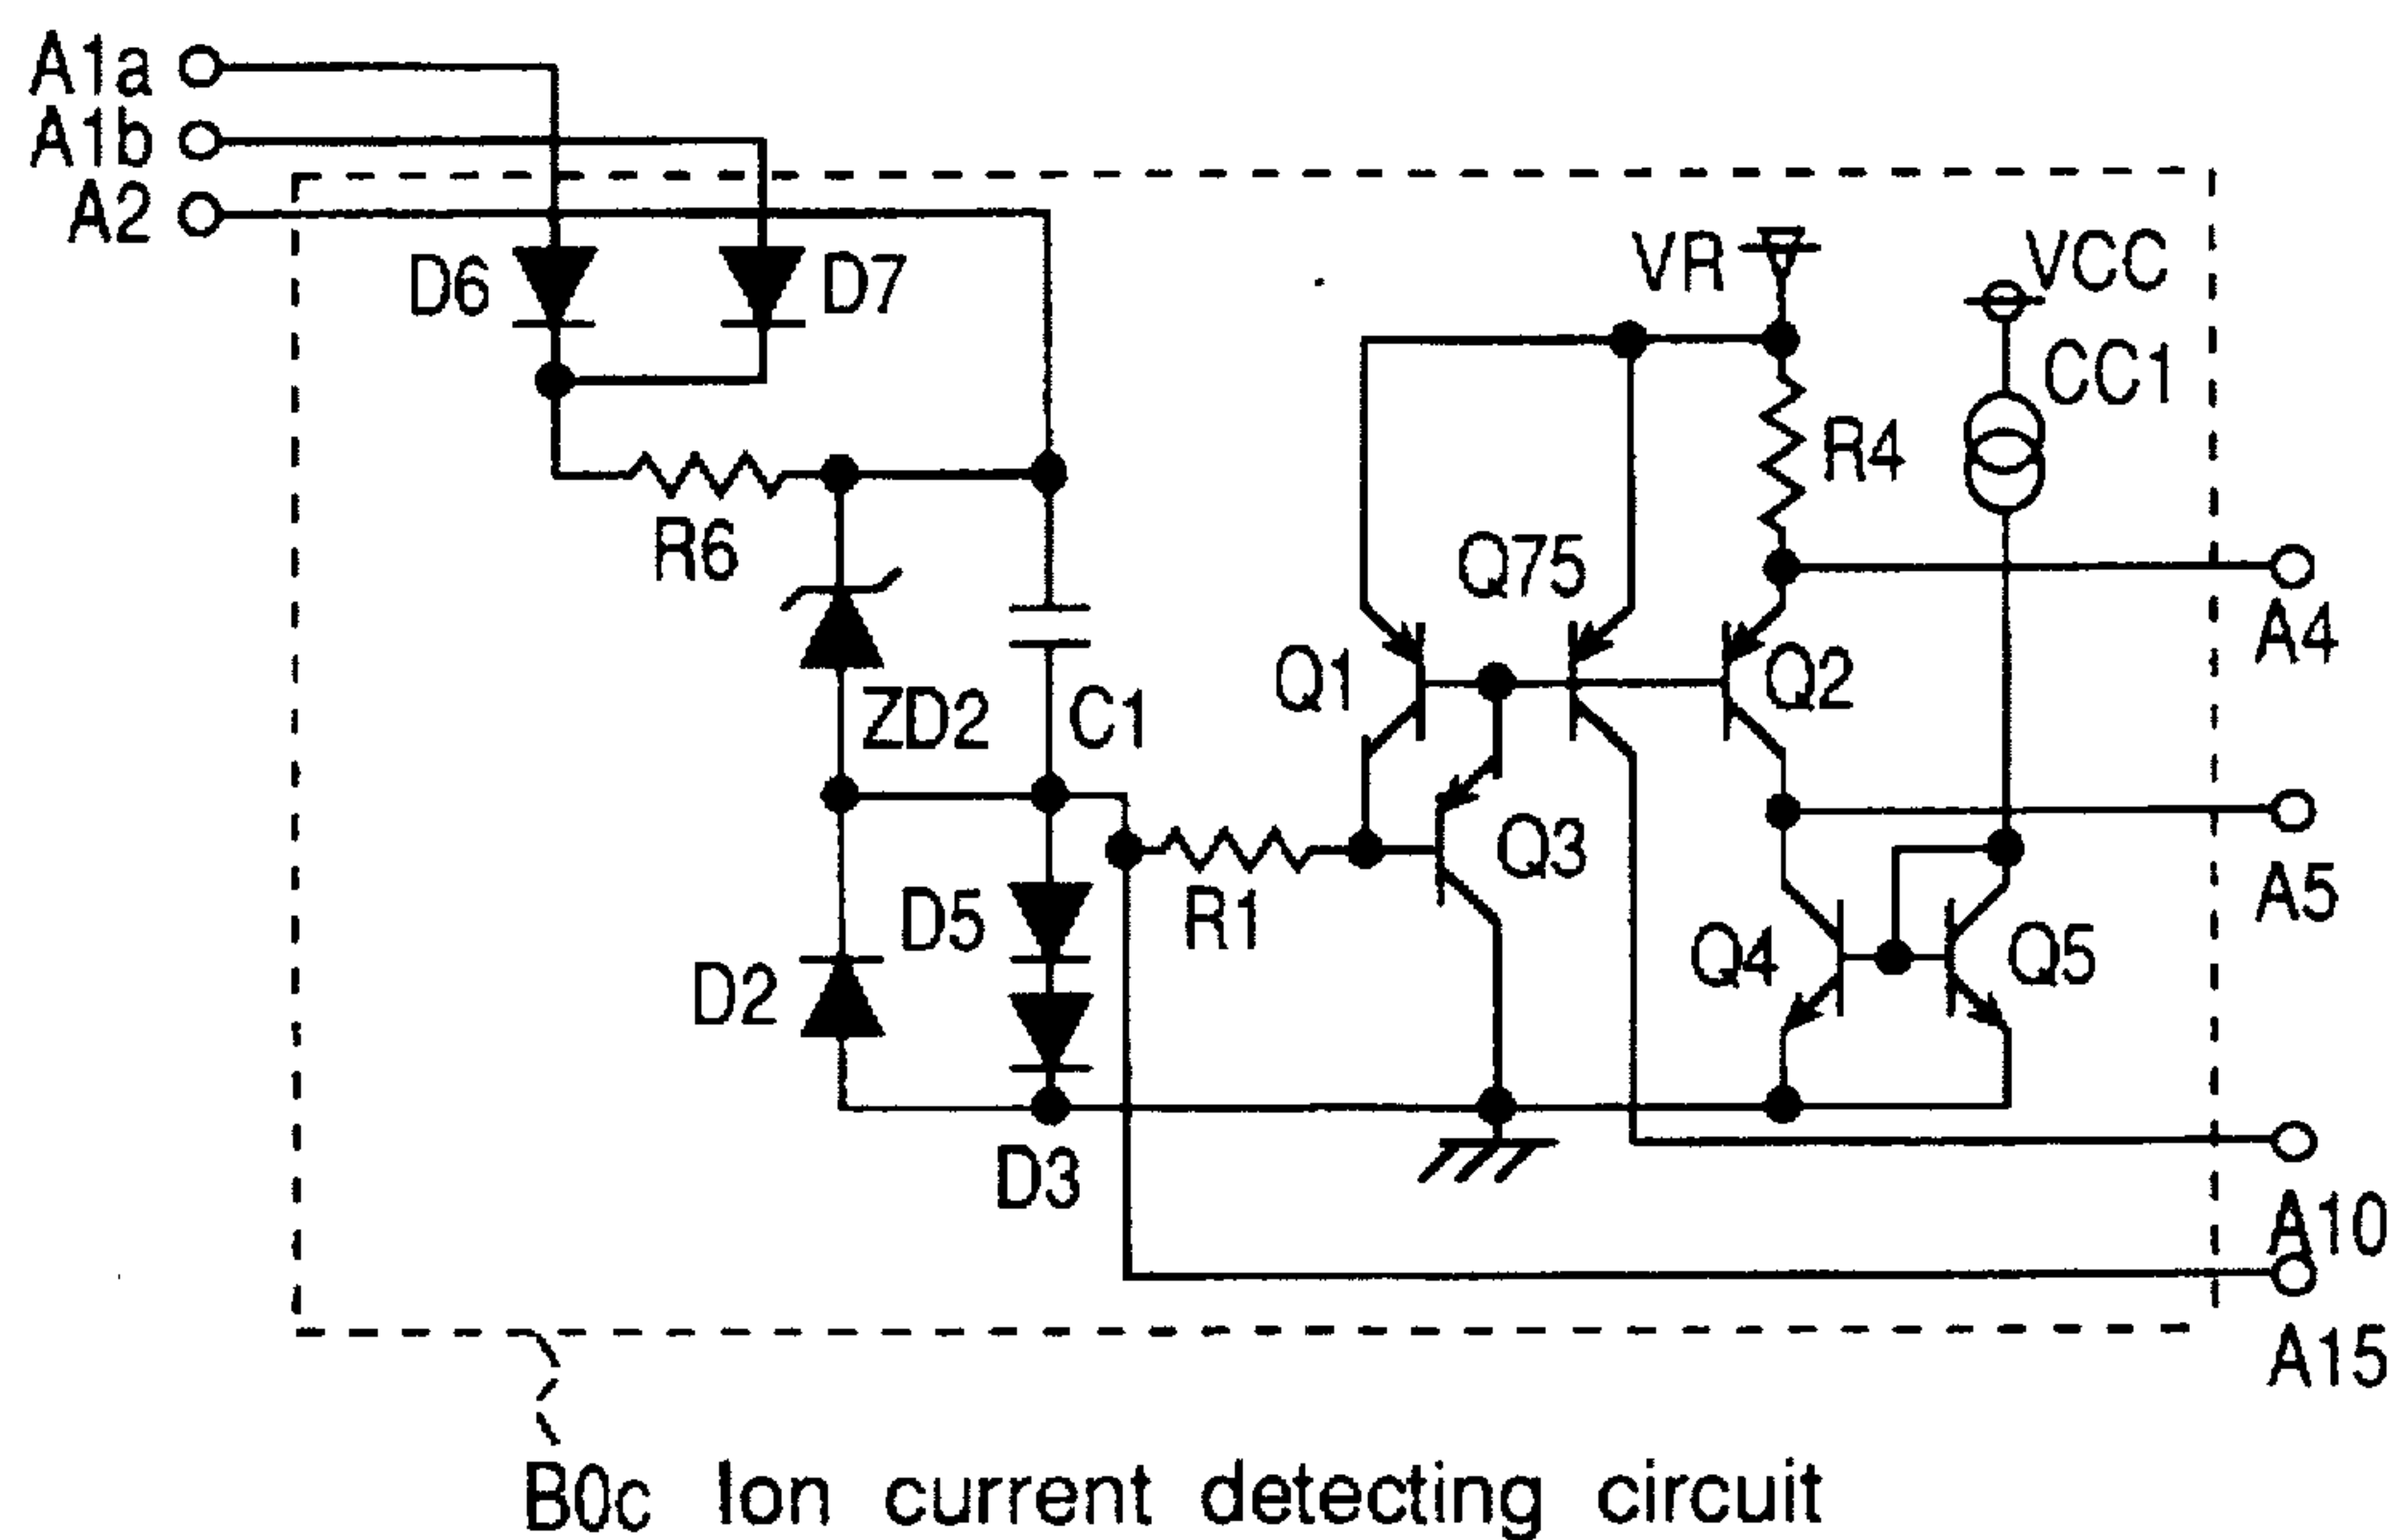 A1a
A1b
A2
D6
D7
VR
VCC
CC1
R4
R6
Q75
A4
Q1
Q2
ZD2
C1
Q3
A5
D5
R1
D2
Q4
Q5
D3
A10
A15
B0c Ion current detecting circuit